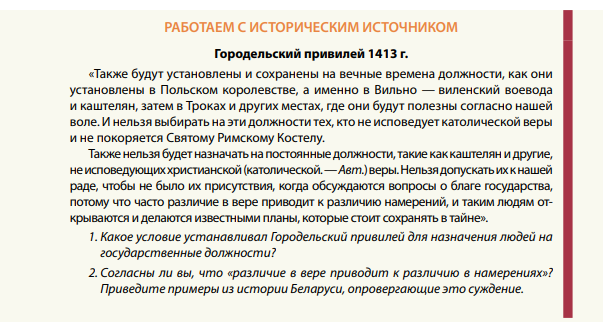 РАБОТАЕМ С ИСТОРИЧЕСКИМ ИСТОЧНИКОМ
Городельский привилей 1413 г.
«Также будут установлены и сохранены на вечные времена должности, как они
установлены в Польском королевстве, а именно в Вильно — виленский воевода
и каштелян, затем в Троках и других местах, где они будут полезны согласно нашей
воле. И нельзя выбирать на эти должности тех, кто не исповедует католической веры
и не покоряется Святому Римскому Костелу.
Также нельзя будет назначать на постоянные должности, такие как каштелян и другие,
не исповедующих христианской (католической. — Авт.) веры. Нельзя допускать их к нашей
раде, чтобы не было их присутствия, когда обсуждаются вопросы о благе государства,
потому что часто различие в вере приводит к различию намерений, и таким людям от-
крываются и делаются известными планы, которые стоит сохранять в тайне».
1. Какое условие устанавливал Городельский привилей для назначения людей на
государственные должности?
2. Согласны ли вы, что «различие в вере приводит к различию в намерениях»?
Приведите примеры из истории Беларуси, опровергающие это суждение.